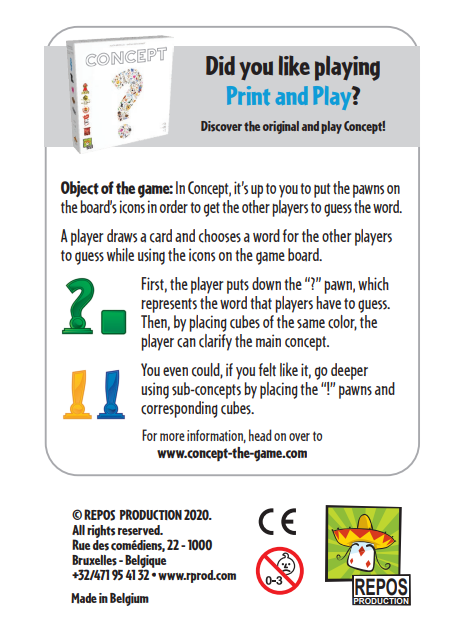 CONCEPT
Did you like playing
Print and Play?
Discover the original and play Concept!
Object of the game: In Concept, it’s up to you to put the pawns on
the board’s icons in order to get the other players to guess the word.
A player draws a card and chooses a word for the other players
to guess while using the icons on the game board.
First, the player puts down the “?” pawn, which
represents the word that players have to guess.
Then, by placing cubes of the same color, the
player can clarify the main concept.
You even could, if you felt like it, go deeper
using sub-concepts by placing the “!” pawns and
corresponding cubes.
For more information, head on over to
www.concept-the-game.com
© REPOS PRODUCTION 2020.
All rights reserved.
Rue des comédiens, 22 - 1000
Bruxelles - Belgique
+32/471 95 41 32 • www.rprod.com
Made in Belgium
CE
0-3
REPOS
PRODUCTION